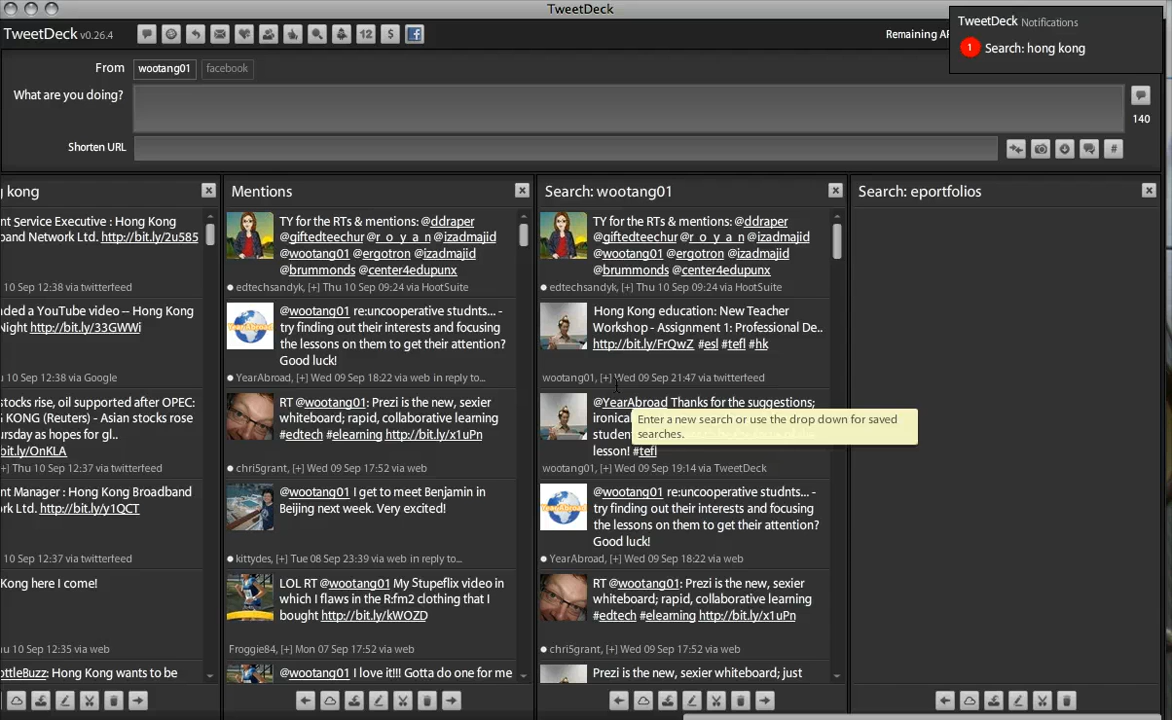 TweetDeck
TweetDeck v0.26.4
12
$
f
Remaining AP
TweetDeck Notifications
1 Search: hong kong
From wootang01 facebook
What are you doing?
140
Shorten URL
#
g kong
nt Service Executive : Hong Kong
band Network Ltd. http://bit.ly/2u585
10 Sep 12:38 via twitterfeed
ded a YouTube video -- Hong Kong
Night http://bit.ly/33GWWj
u 10 Sep 12:38 via Google
stocks rise, oil supported after OPEC:
G KONG (Reuters) - Asian stocks rose
ursday as hopes for gl..
bit.ly/OnKLA
+] Thu 10 Sep 12:37 via twitterfeed
nt Manager : Hong Kong Broadband
rk Ltd. http://bit.ly/y1QCT
10 Sep 12:37 via twitterfeed
Kong here I come!
u 10 Sep 12:35 via web
ottleBuzz: Hong Kong wants to be
Mentions
TY for the RTs & mentions: @ddraper
@giftedteechur @r_o_y_a_n @izadmajid
@wootang01 @ergotron @izadmajid
@brummonds @center4edupunx
edtechsandyk, [+] Thu 10 Sep 09:24 via HootSuite
YearAbroad
@wootang01 re:uncooperative studnts... -
try finding out their interests and focusing
the lessons on them to get their attention?
Good luck!
YearAbroad, [+] Wed 09 Sep 18:22 via web in reply to...
RT @wootang01: Prezi is the new, sexier
whiteboard; rapid, collaborative learning
#edtech #elearning http://bit.ly/x1uPn
chri5grant, [+] Wed 09 Sep 17:52 via web
@wootang01 I get to meet Benjamin in
Beijing next week. Very excited!
kittydes, [+] Tue 08 Sep 23:39 via web in reply to...
LOL RT @wootang01 My Stupeflix video in
which I flaws in the R:fm2 clothing that I
bought http://bit.ly/kWOZD
Froggie84, [+] Mon 07 Sep 17:52 via web
@wootang01 I love it!!! Gotta do one for me
Search: wootang01
TY for the RTs & mentions: @ddraper
@giftedteechur @r_o_y_a_n @izadmajid
@wootang01 @ergotron @izadmajid
@brummonds @center4edupunx
edtechsandyk, [+] Thu 10 Sep 09:24 via HootSuite
Hong Kong education: New Teacher
Workshop - Assignment 1: Professional De..
http://bit.ly/FrQwZ #esl #tefl #hk
wootang01, [+] Wed 09 Sep 21:47 via twitterfeed
@YearAbroad Thanks for the suggestions;
ironica
studen
lesson! #tefl
wootang01, [+] Wed 09 Sep 19:14 via TweetDeck
Enter a new search or use the drop down for saved
searches.
YearAbroad
@wootang01 re:uncooperative studnts... -
try finding out their interests and focusing
the lessons on them to get their attention?
Good luck!
YearAbroad, [+] Wed 09 Sep 18:22 via web
RT @wootang01: Prezi is the new, sexier
whiteboard; rapid, collaborative learning
#edtech #elearning http://bit.ly/x1uPn
chri5grant, [+] Wed 09 Sep 17:52 via web
Prezi is the new, sexier whiteboard; just
Search: eportfolios